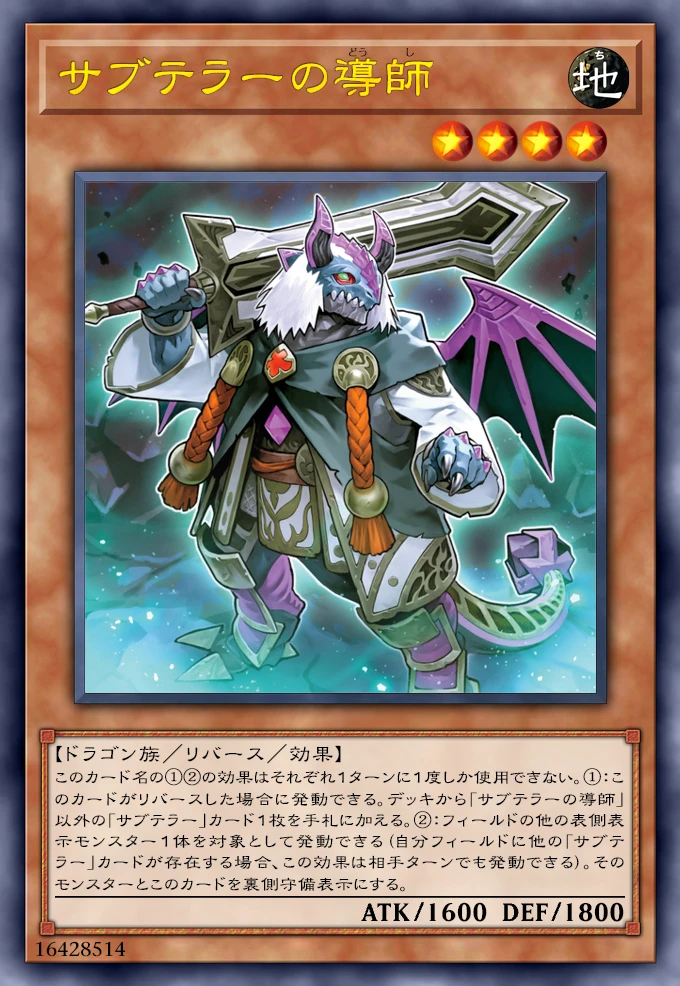 サブテラーの導師
どう し
地
ち
【ドラゴン族/リバース/効果】
このカード名の①②の効果はそれぞれ1ターンに1度しか使用できない。①:こ
のカードがリバースした場合に発動できる。デッキから「サブテラーの導師」
以外の「サブテラー」カード1枚を手札に加える。②:フィールドの他の表側表
示モンスター1体を対象として発動できる(自分フィールドに他の「サブテ
ラー」カードが存在する場合、この効果は相手ターンでも発動できる)。その
モンスターとこのカードを裏側守備表示にする。
ATK/1600 DEF/1800
16428514